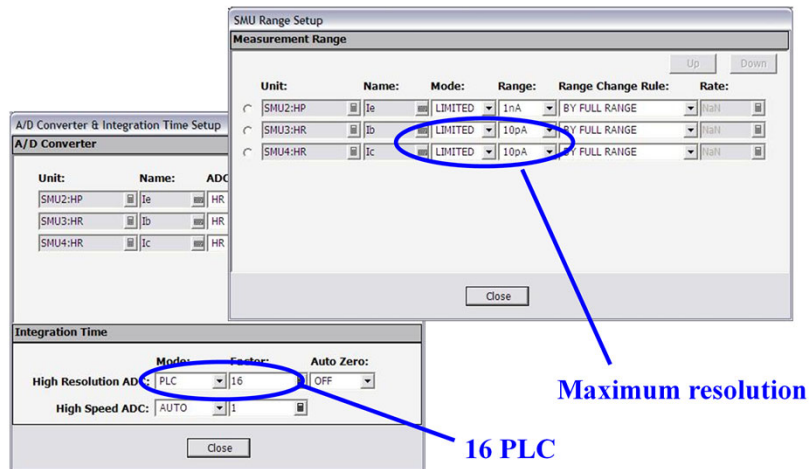 SMU Range Setup
Measurement Range
Up Down
Unit: Name: Mode: Range: Range Change Rule: Rate:
SMU2:HP Ie LIMITED 1nA BY FULL RANGE NaN
SMU3:HR Ib LIMITED 10pA BY FULL RANGE NaN
SMU4:HR Ic LIMITED 10pA BY FULL RANGE NaN
Close
A/D Converter & Integration Time Setup
A/D Converter
Unit: Name: ADC
SMU2:HP Ie HR
SMU3:HR Ib HR
SMU4:HR Ic HR
Integration Time
Mode: Factor: Auto Zero:
High Resolution ADC: PLC 16 OFF
High Speed ADC: AUTO 1
Close
Maximum resolution
16 PLC